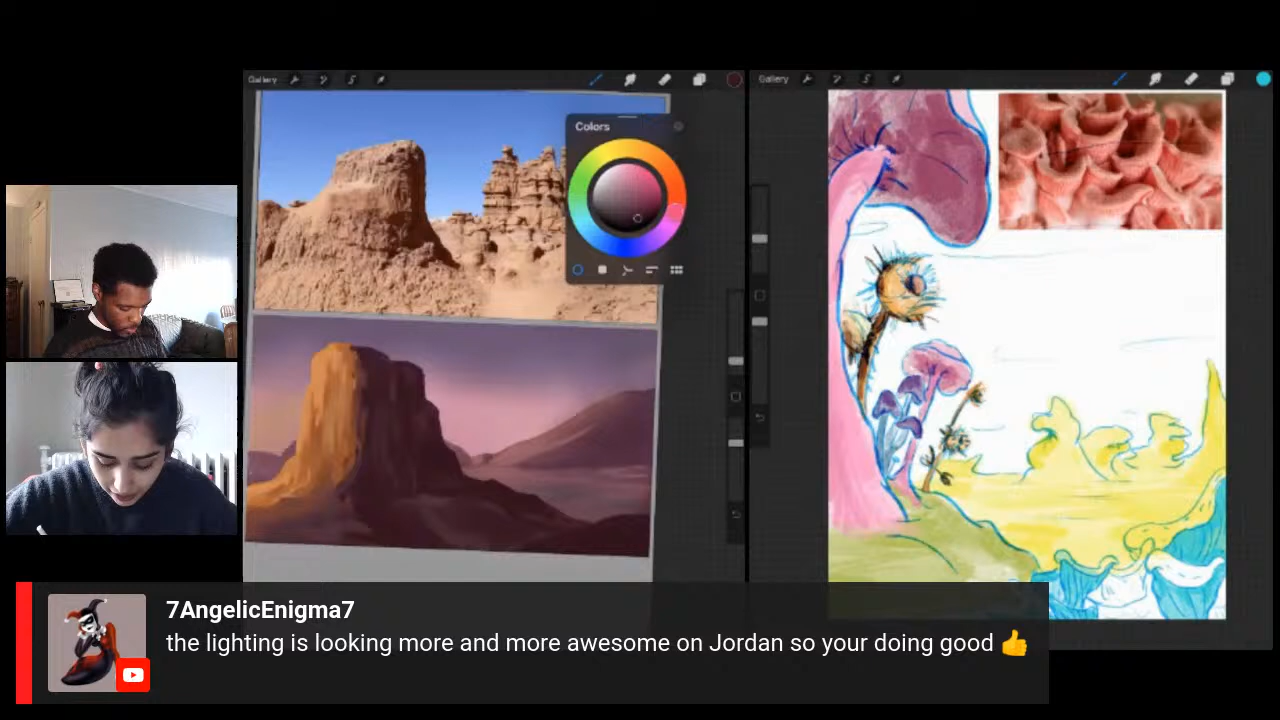 Gallery
Colors
Gallery
7AngelicEnigma7
the lighting is looking more and more awesome on Jordan so your doing good 👍